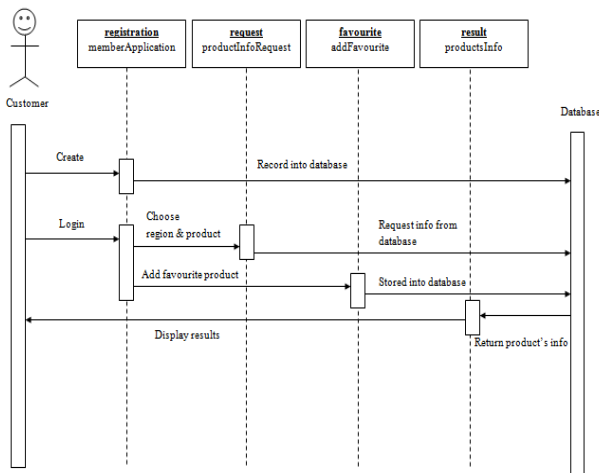 registration
memberApplication
request
productInfoRequest
favourite
addFavourite
result
productsInfo
Customer
Database
Create
Record into database
Login
Choose
region & product
Request info from
database
Add favourite product
Stored into database
Display results
Return product's info